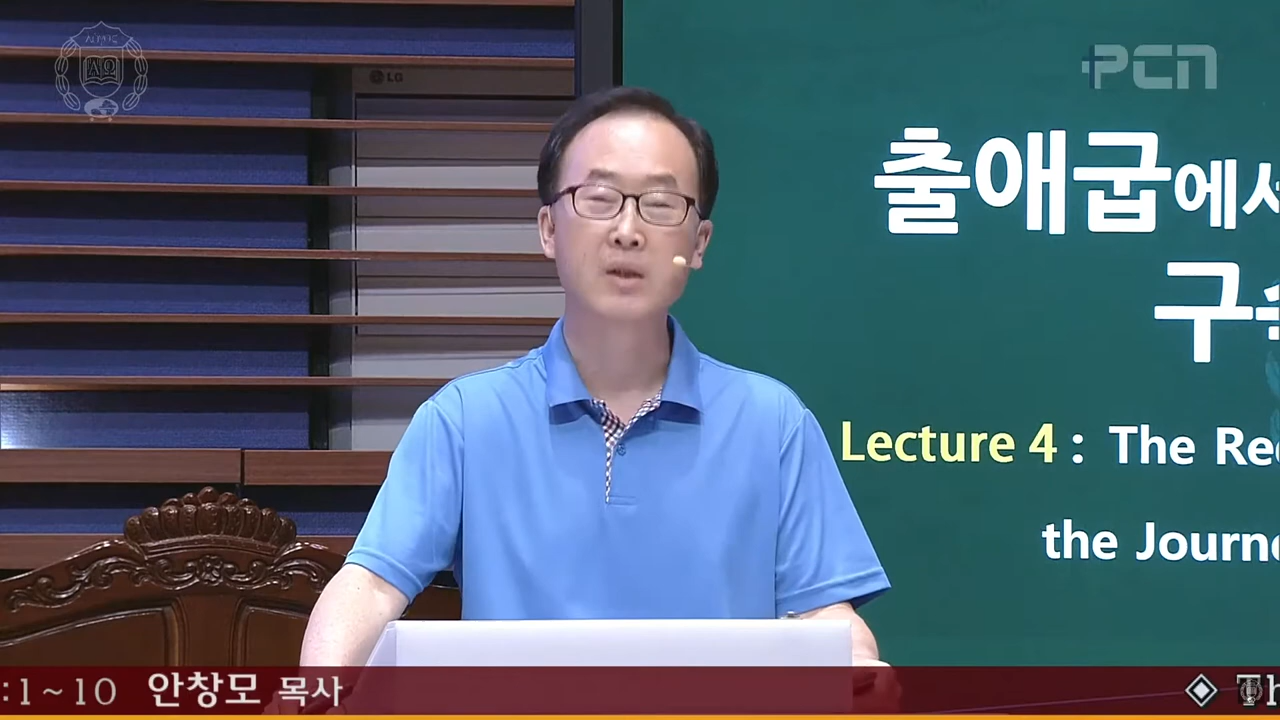 LG
PCN
출애굽에서
구
Lecture 4 : The Re
the Journe
:1~10 안창모 목사
Th